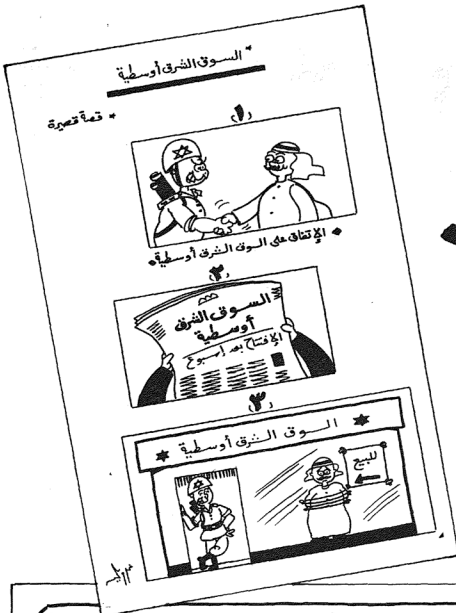 * السوق الشرق أوسطية
* قصة قصيرة
(١)
* الإتفاق على السوق الشرق أوسطية *
(٢)
السوق الشرق
أوسطية
الإفتتاح بعد إسبوع
(٣)
السوق الشرق أوسطية
للبيع